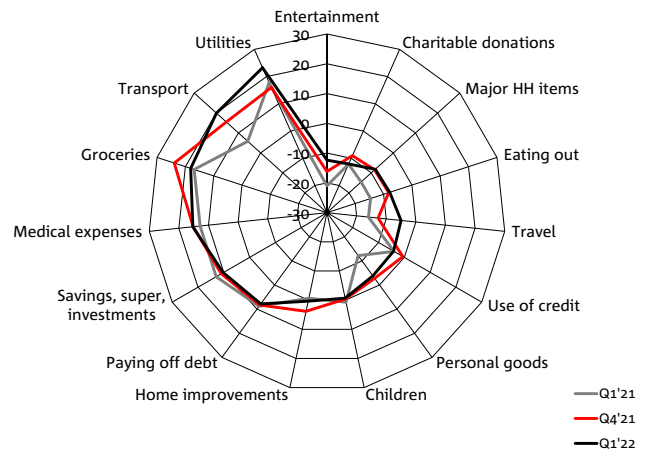 Entertainment
Charitable donations
Major HH items
Eating out
Travel
Use of credit
Personal goods
Children
Home improvements
Paying off debt
Savings, super,
investments
Medical expenses
Groceries
Transport
Utilities
30
20
10
0
-10
-20
-30
Q1'21
Q4'21
Q1'22